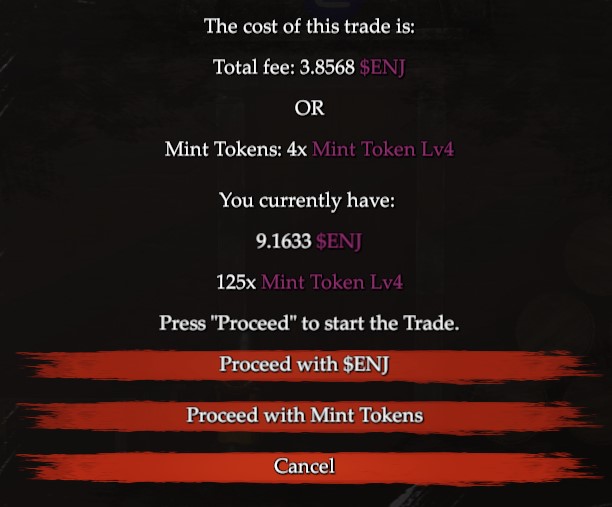 The cost of this trade is:
Total fee: 3.8568 $ENJ
OR
Mint Tokens: 4x Mint Token Lv4
You currently have:
9.1633 $ENJ
125x Mint Token Lv4
Press "Proceed" to start the Trade.
Proceed with $ENJ
Proceed with Mint Tokens
Cancel